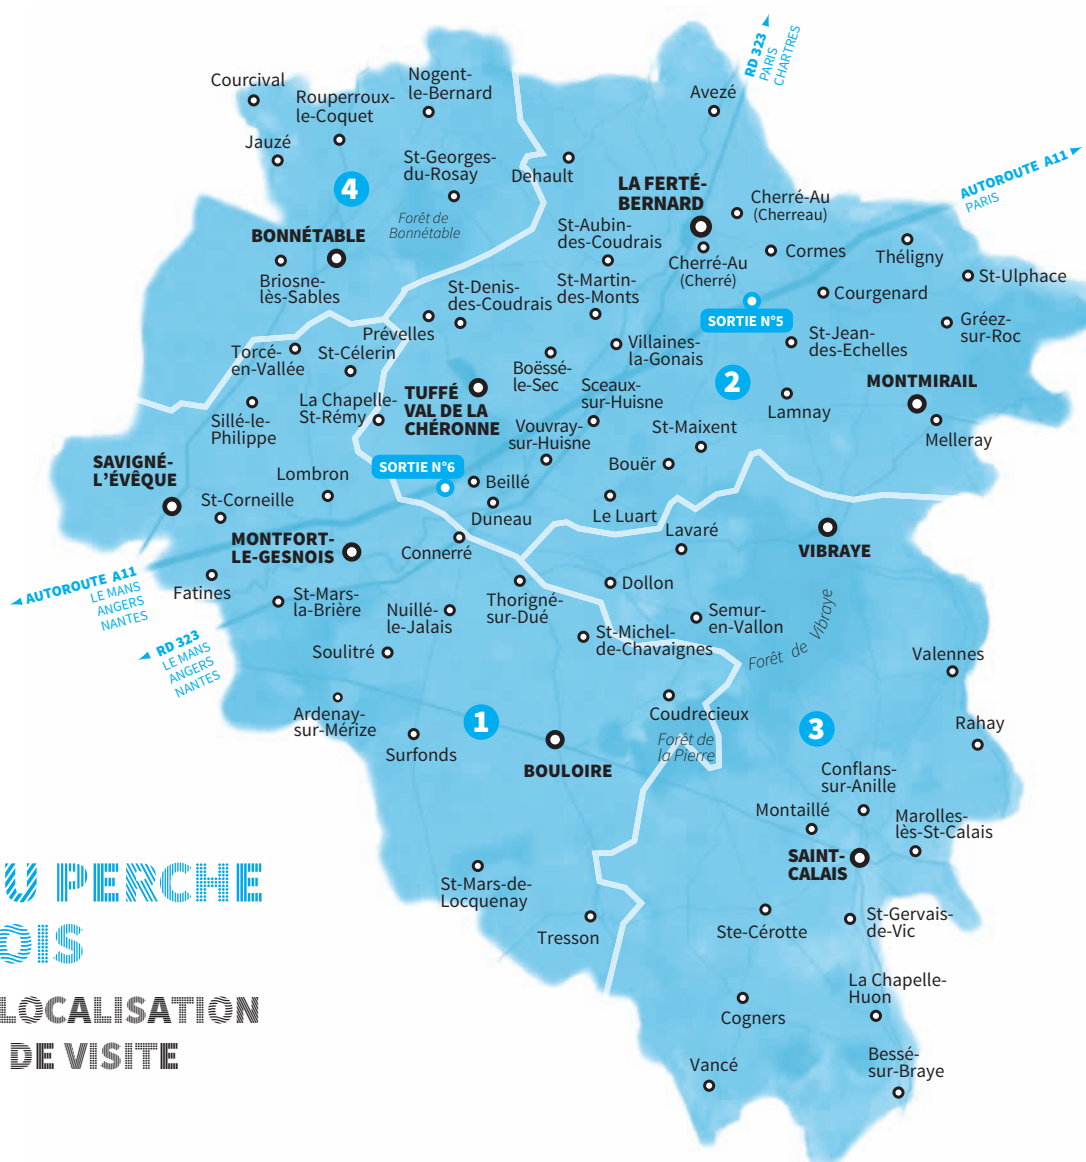 RD 323
PARIS
CHARTRES
Courcival
Nogent-
le-Bernard
Rouperroux-
le-Coquet
Avezé
Jauzé
St-Georges-
du-Rosay
Dehault
AUTOROUTE A11
PARIS
4
LA FERTÉ-
BERNARD
Cherré-Au
(Cherreau)
Forêt de
Bonnétable
BONNÉTABLE
St-Aubin-
des-Coudrais
Cormes
Théligny
Cherré-Au
(Cherré)
St-Ulphace
Briosne-
lès-Sables
St-Denis-
des-Coudrais
St-Martin-
des-Monts
Courgenard
SORTIE N°5
Gréez-
sur-Roc
Prévelles
St-Jean-
des-Echelles
Villaines-
la-Gonais
Torcé-
en-Vallée
St-Célerin
Boëssé-
le-Sec
2
MONTMIRAIL
TUFFÉ
VAL DE LA
CHÉRONNE
Sceaux-
sur-Huisne
La Chapelle-
St-Rémy
Lamnay
Sillé-le-
Philippe
Vouvray-
sur-Huisne
St-Maixent
Melleray
SAVIGNÉ-
L'ÉVÊQUE
Lombron
SORTIE N°6
Bouër
Beillé
St-Corneille
Duneau
Le Luart
Lavaré
MONTFORT-
LE-GESNOIS
Connerré
VIBRAYE
AUTOROUTE A11
LE MANS
ANGERS
NANTES
Fatines
St-Mars-
la-Brière
Nuillé-
le-Jalais
Thorigné-
sur-Dué
Dollon
Semur-
en-Vallon
Forêt de Vibraye
RD 323
LE MANS
ANGERS
NANTES
Soulitré
St-Michel-
de-Chavaignes
Valennes
Ardenay-
sur-Mérize
1
Coudrecieux
3
Rahay
Surfonds
Forêt de
la Pierre
BOULOIRE
Conflans-
sur-Anille
Montaillé
Marolles-
lès-St-Calais
SAINT-
CALAIS
U PERCHE
OIS
LOCALISATION
DE VISITE
St-Mars-de-
Locquenay
Tresson
Ste-Cérotte
St-Gervais-
de-Vic
La Chapelle-
Huon
Cogners
Vancé
Bessé-
sur-Braye